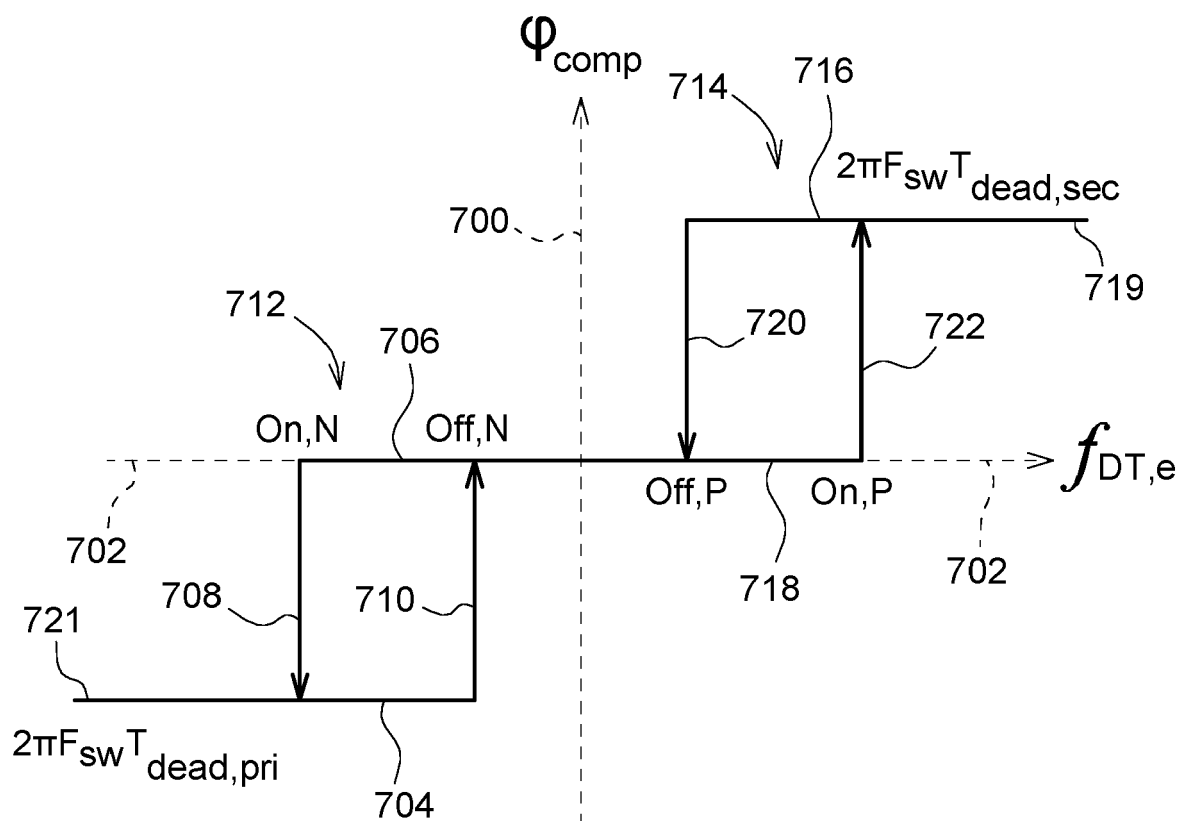 φcomp
714
716
2πFswTdead,sec
700
719
712
706
720
722
On,N
Off,N
fDT,e
Off,P
On,P
702
702
708
710
718
721
2πFswTdead,pri
704